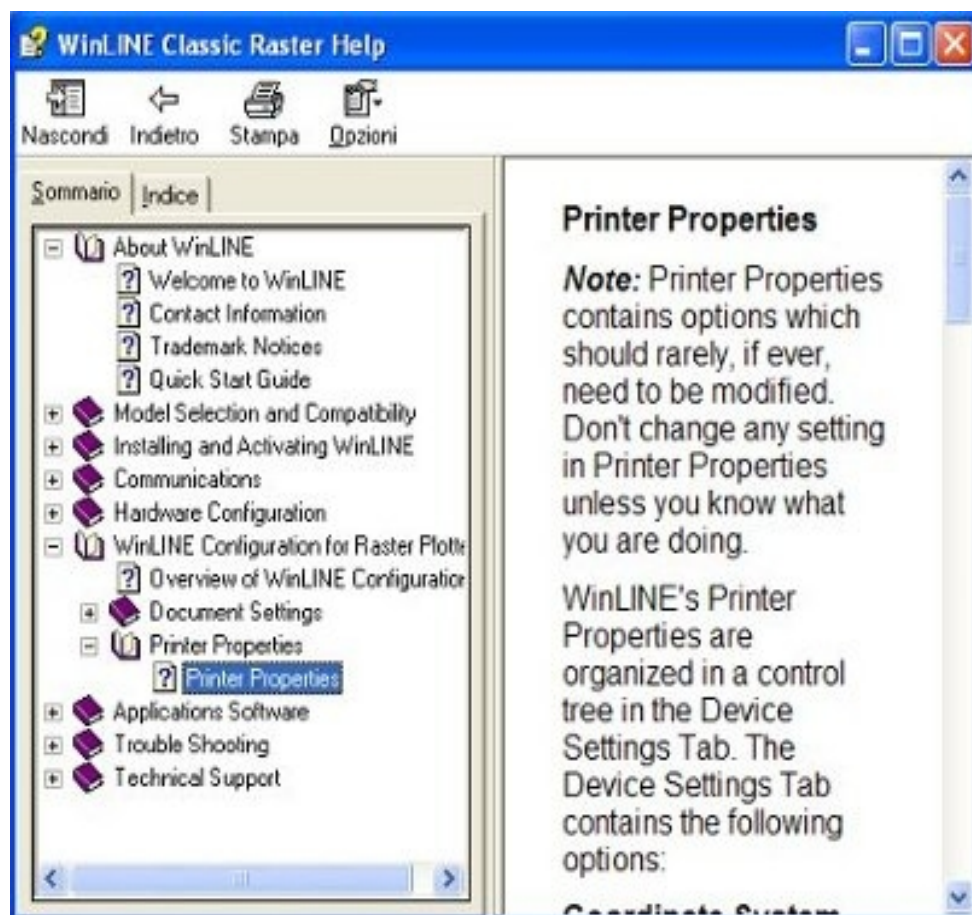 WinLINE Classic Raster Help
Nascondi Indietro Stampa Opzioni
Sommario Indice
About WinLINE
Welcome to WinLINE
Contact Information
Trademark Notices
Quick Start Guide
Model Selection and Compatibility
Installing and Activating WinLINE
Communications
Hardware Configuration
WinLINE Configuration for Raster Plotte
Overview of WinLINE Configuration
Document Settings
Printer Properties
Printer Properties
Applications Software
Trouble Shooting
Technical Support
Printer Properties
Note: Printer Properties
contains options which
should rarely, if ever,
need to be modified.
Don't change any setting
in Printer Properties
unless you know what
you are doing.
WinLINE's Printer
Properties are
organized in a control
tree in the Device
Settings Tab. The
Device Settings Tab
contains the following
options:
Coordinate System